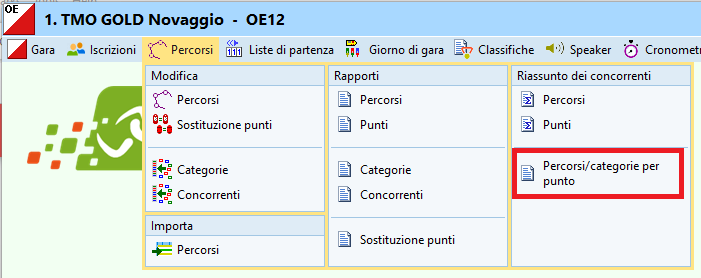 OE
1. TMO GOLD Novaggio - OE12
Gara Iscrizioni Percorsi Liste di partenza Giorno di gara Classifiche Speaker Cronometr
Modifica
Percorsi
Sostituzione punti
Categorie
Concorrenti
Importa
Percorsi
Rapporti
Percorsi
Punti
Categorie
Concorrenti
Sostituzione punti
Riassunto dei concorrenti
Percorsi
Punti
Percorsi/categorie per
punto